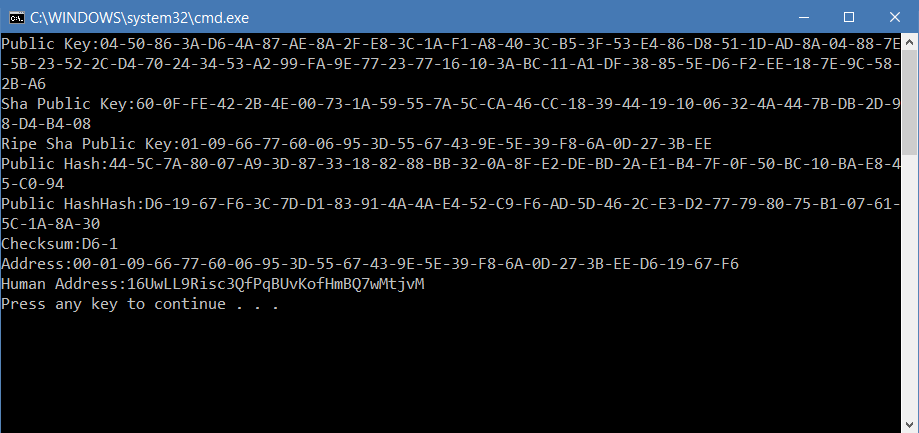 C:\WINDOWS\system32\cmd.exe
Public Key:04-50-86-3A-D6-4A-87-AE-8A-2F-E8-3C-1A-F1-A8-40-3C-B5-3F-53-E4-86-D8-51-1D-AD-8A-04-88-7E
-5B-23-52-2C-D4-70-24-34-53-A2-99-FA-9E-77-23-77-16-10-3A-BC-11-A1-DF-38-85-5E-D6-F2-EE-18-7E-9C-58-
2B-A6
Sha Public Key:60-0F-FE-42-2B-4E-00-73-1A-59-55-7A-5C-CA-46-CC-18-39-44-19-10-06-32-4A-44-7B-DB-2D-9
8-D4-B4-08
Ripe Sha Public Key:01-09-66-77-60-06-95-3D-55-67-43-9E-5E-39-F8-6A-0D-27-3B-EE
Public Hash:44-5C-7A-80-07-A9-3D-87-33-18-82-88-BB-32-0A-8F-E2-DE-BD-2A-E1-B4-7F-0F-50-BC-10-BA-E8-4
5-C0-94
Public HashHash:D6-19-67-F6-3C-7D-D1-83-91-4A-4A-E4-52-C9-F6-AD-5D-46-2C-E3-D2-77-79-80-75-B1-07-61-
5C-1A-8A-30
Checksum:D6-1
Address:00-01-09-66-77-60-06-95-3D-55-67-43-9E-5E-39-F8-6A-0D-27-3B-EE-D6-19-67-F6
Human Address:16UwLL9Risc3QfPqBUvKofHmBQ7wMtjvM
Press any key to continue . . .